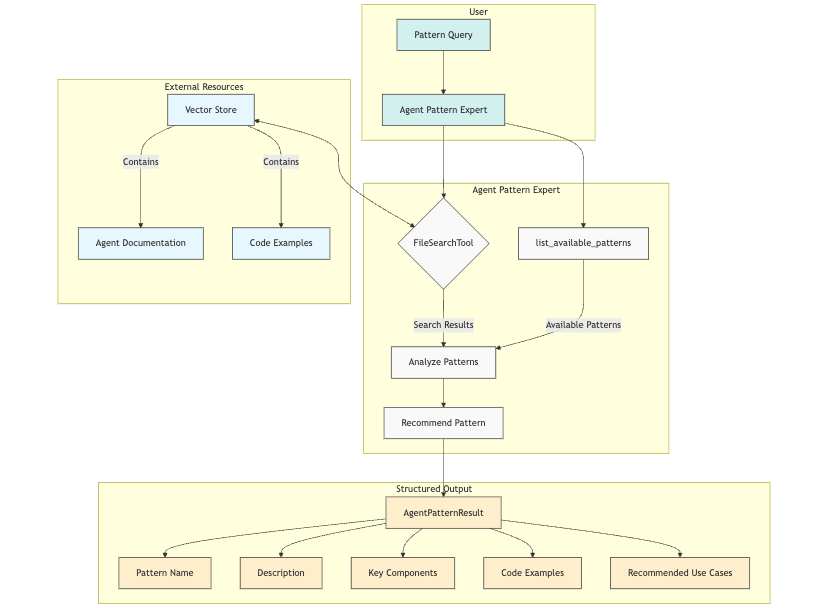 User
Pattern Query
Agent Pattern Expert
External Resources
Vector Store
Contains
Contains
Agent Documentation
Code Examples
Agent Pattern Expert
FileSearchTool
list_available_patterns
Search Results
Available Patterns
Analyze Patterns
Recommend Pattern
Structured Output
AgentPatternResult
Pattern Name
Description
Key Components
Code Examples
Recommended Use Cases